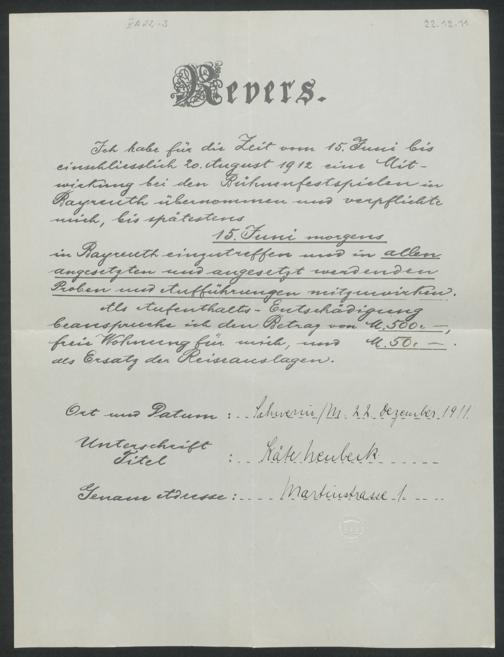 22.12.11
Revers.
Ich habe für die Zeit vom 15. Juni bis
einschliesslich 20. August 1912 eine Mit-
wirkung bei den Bühnenfestspielen in
Bayreuth übernommen und verpflichte
mich, bis spätestens
15. Juni morgens
in Bayreuth einzutreffen und in allen
angesetzten und angesetzt werdenden
Proben und Aufführungen mitzuwirken.
Als Aufenthalts-Entschädigung
beanspruche ich den Betrag von M. 500.-,
freie Wohnung für mich, und M. 50.-.
als Ersatz der Reiseauslagen.
Ort und Datum: Schwerin/M. 22. Dezember 1911.
Unterschrift
Titel : Käte Neubeck
Genaue Adresse: Martinstrasse 1